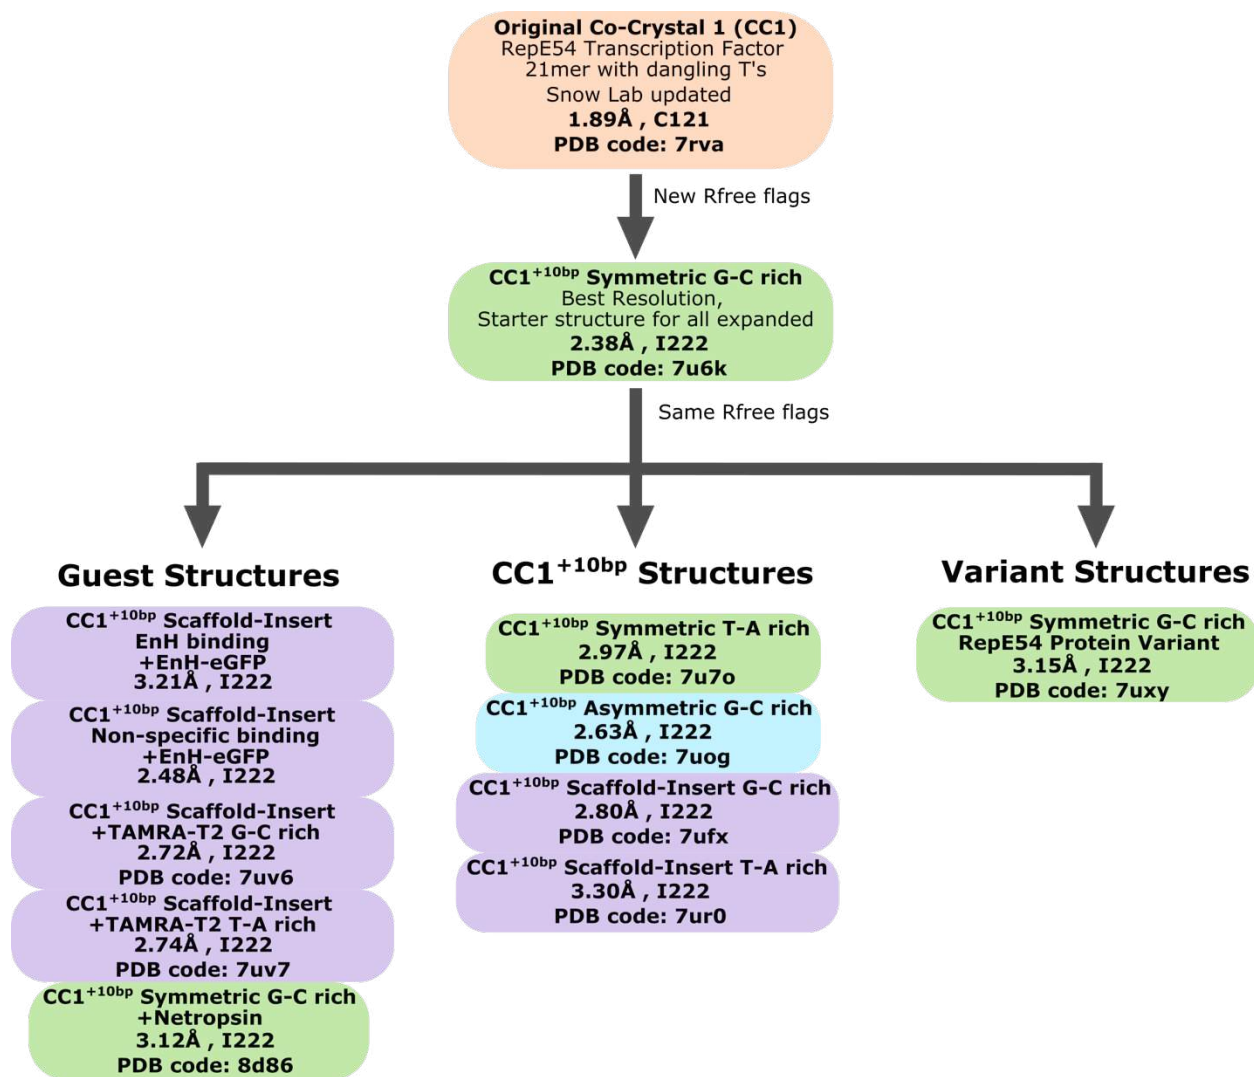 Original Co-Crystal 1 (CC1)
RepE54 Transcription Factor
21mer with dangling T's
Snow Lab updated
1.89Å , C121
PDB code: 7rva
New Rfree flags
CC1+10bp Symmetric G-C rich
Best Resolution,
Starter structure for all expanded
2.38Å , I222
PDB code: 7u6k
Same Rfree flags
Guest Structures
CC1+10bp Scaffold-Insert
EnH binding
+EnH-eGFP
3.21Å , I222
CC1+10bp Scaffold-Insert
Non-specific binding
+EnH-eGFP
2.48Å , I222
CC1+10bp Scaffold-Insert
+TAMRA-T2 G-C rich
2.72Å , I222
PDB code: 7uv6
CC1+10bp Scaffold-Insert
+TAMRA-T2 T-A rich
2.74Å , I222
PDB code: 7uv7
CC1+10bp Symmetric G-C rich
+Netropsin
3.12Å , I222
PDB code: 8d86
CC1+10bp Structures
CC1+10bp Symmetric T-A rich
2.97Å , I222
PDB code: 7u7o
CC1+10bp Asymmetric G-C rich
2.63Å , I222
PDB code: 7uog
CC1+10bp Scaffold-Insert G-C rich
2.80Å , I222
PDB code: 7ufx
CC1+10bp Scaffold-Insert T-A rich
3.30Å , I222
PDB code: 7ur0
Variant Structures
CC1+10bp Symmetric G-C rich
RepE54 Protein Variant
3.15Å , I222
PDB code: 7uxy